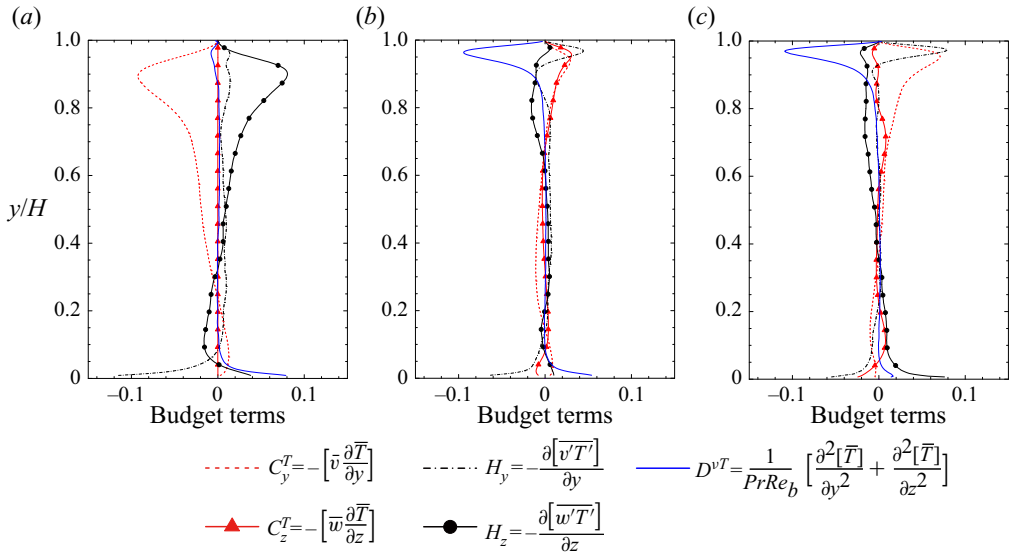 (a) (b) (c)
1.0 1.0 1.0
0.8 0.8 0.8
0.6 0.6 0.6
y/H
0.4 0.4 0.4
0.2 0.2 0.2
0 0 0
−0.1 0 0.1 −0.1 0 0.1 −0.1 0 0.1
Budget terms Budget terms Budget terms
C_y^T = −[v̄ ∂T̄/∂y] H_y = −∂[v′T′]‾/∂y D^{νT} = 1/(PrRe_b) [∂²[T̄]/∂y² + ∂²[T̄]/∂z²]
C_z^T = −[w̄ ∂T̄/∂z] H_z = −∂[w′T′]‾/∂z